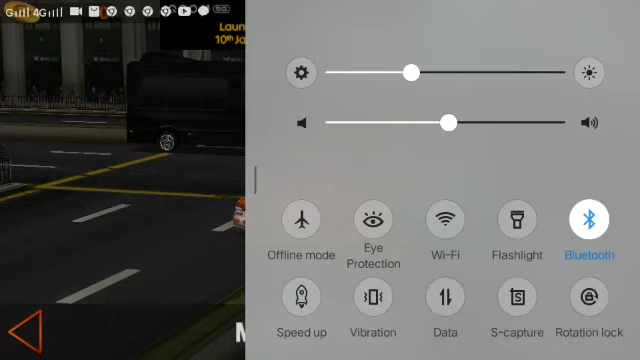 G 4G
5G
Laun
10th Ja
Offline mode
Eye
Protection
Wi-Fi
Flashlight
Bluetooth
Speed up
Vibration
Data
S-capture
Rotation lock